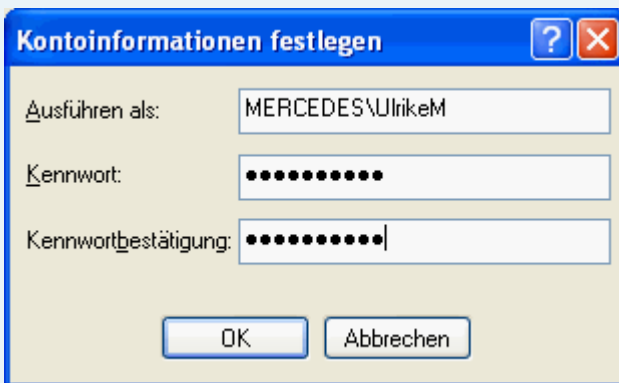 Kontoinformationen festlegen
Ausführen als: MERCEDES\UlrikeM
Kennwort: ●●●●●●●●●●
Kennwortbestätigung: ●●●●●●●●●●
OK Abbrechen